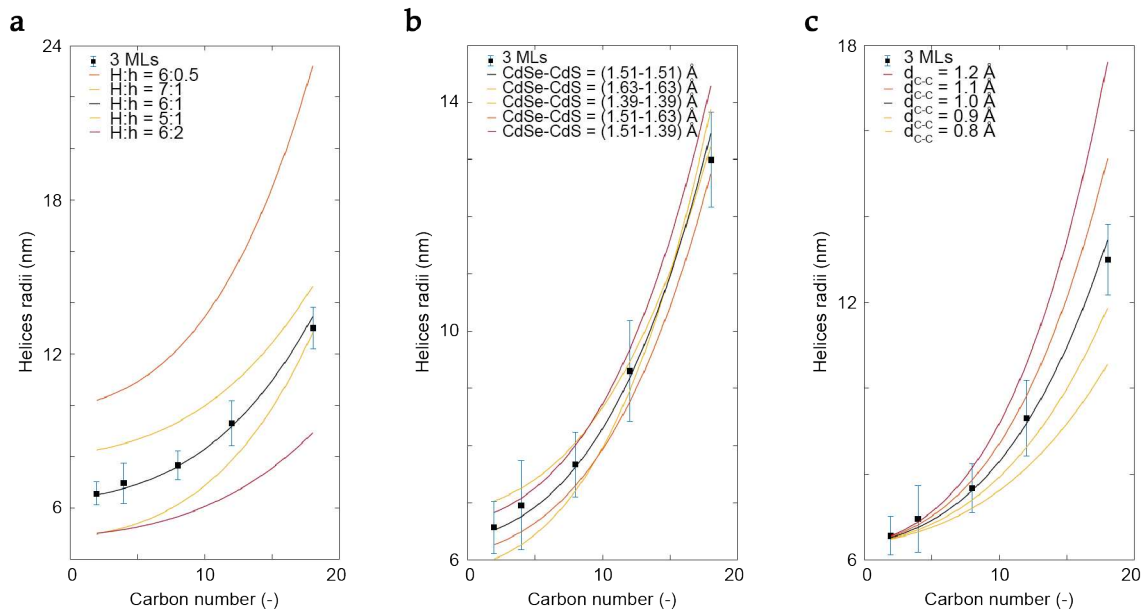 a
24
18
12
6
3 MLs
H:h = 6:0.5
H:h = 7:1
H:h = 6:1
H:h = 5:1
H:h = 6:2
Helices radii (nm)
0
10
20
Carbon number (-)
b
14
10
6
3 MLs
CdSe-CdS = (1.51-1.51) Å
CdSe-CdS = (1.63-1.63) Å
CdSe-CdS = (1.39-1.39) Å
CdSe-CdS = (1.51-1.63) Å
CdSe-CdS = (1.51-1.39) Å
Helices radii (nm)
0
10
20
Carbon number (-)
c
18
12
6
3 MLs
dC-C = 1.2 Å
dC-C = 1.1 Å
dC-C = 1.0 Å
dC-C = 0.9 Å
dC-C = 0.8 Å
Helices radii (nm)
0
10
20
Carbon number (-)